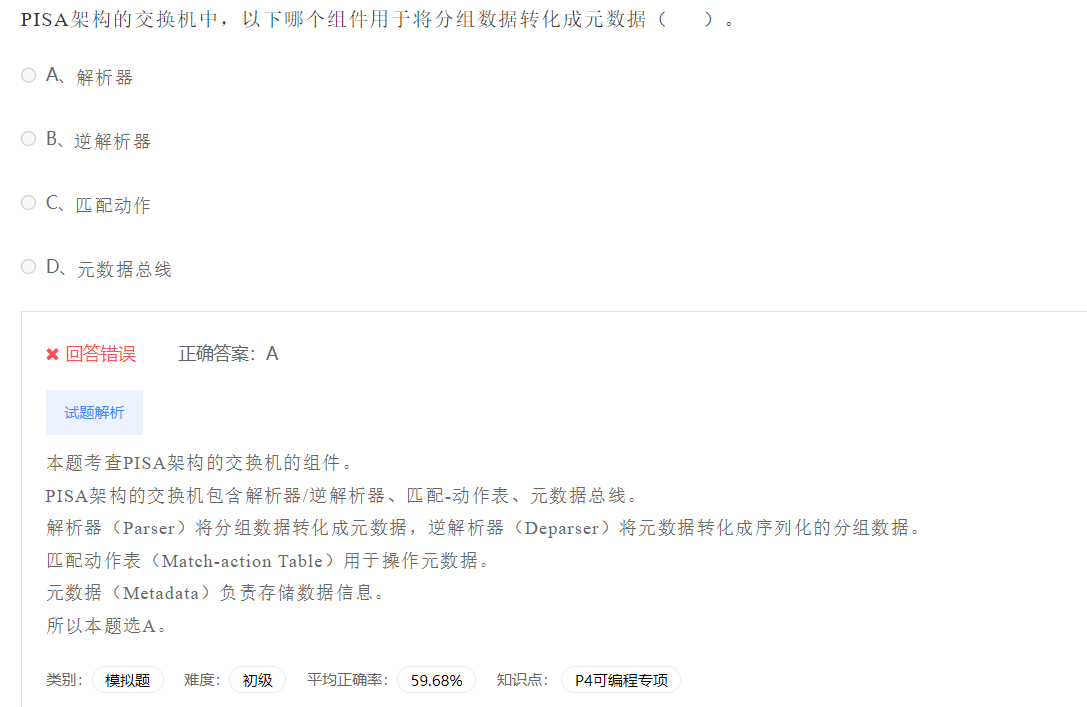 PISA架构的交换机中，以下哪个组件用于将分组数据转化成元数据（　　）。
A、解析器
B、逆解析器
C、匹配动作
D、元数据总线
✖ 回答错误　正确答案：A
试题解析
本题考查PISA架构的交换机的组件。
PISA架构的交换机包含解析器/逆解析器、匹配-动作表、元数据总线。
解析器（Parser）将分组数据转化成元数据，逆解析器（Deparser）将元数据转化成序列化的分组数据。
匹配动作表（Match-action Table）用于操作元数据。
元数据（Metadata）负责存储数据信息。
所以本题选A。
类别： 模拟题　难度： 初级　平均正确率： 59.68%　知识点： P4可编程专项